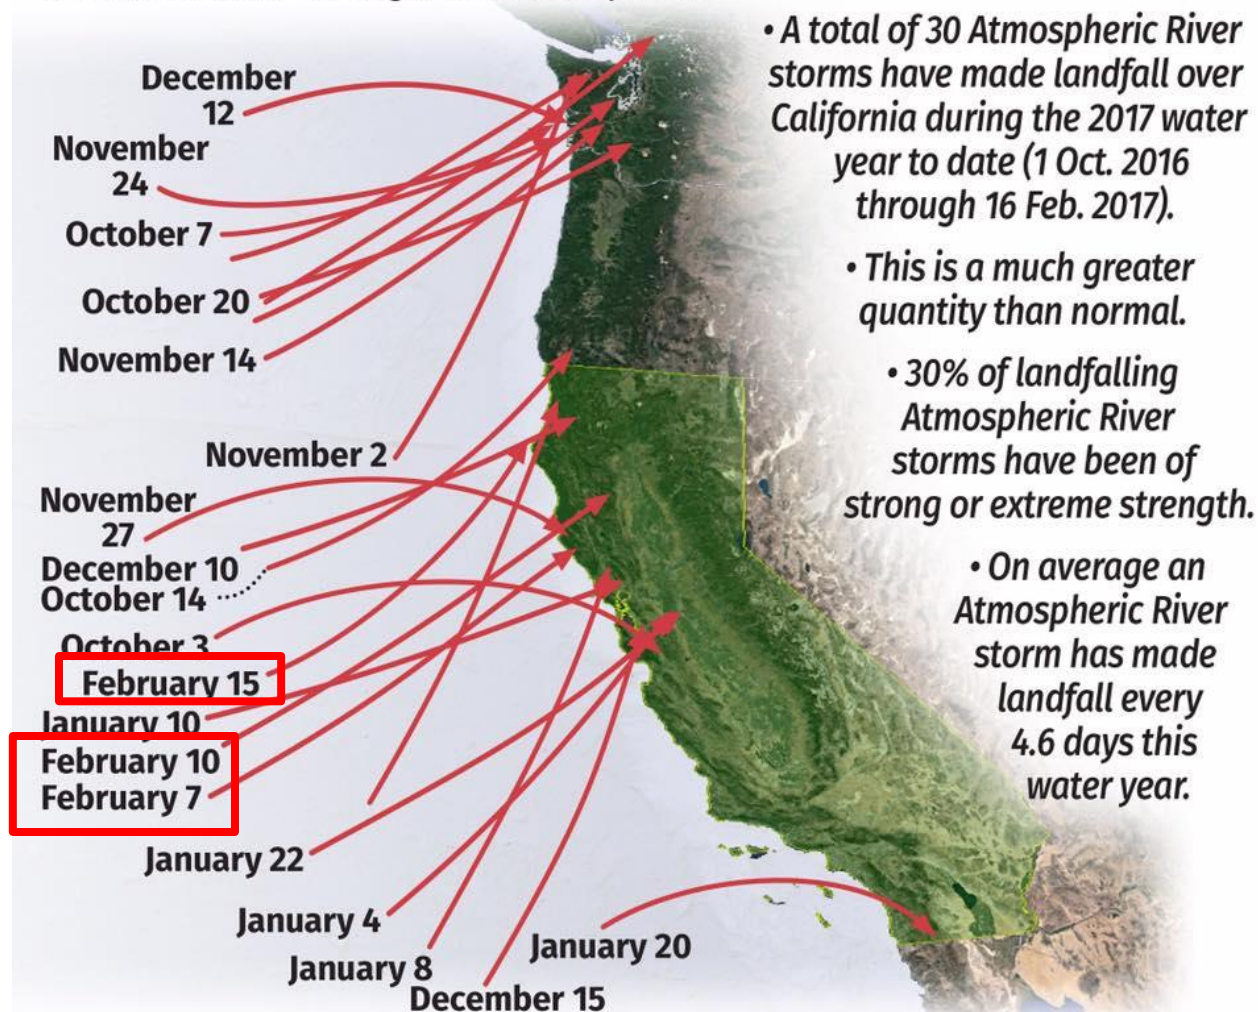 December
12
November
24
October 7
October 20
November 14
November 2
November
27
December 10
October 14
October 3
February 15
January 10
February 10
February 7
January 22
January 4
January 8
December 15
January 20
• A total of 30 Atmospheric River
storms have made landfall over
California during the 2017 water
year to date (1 Oct. 2016
through 16 Feb. 2017).
• This is a much greater
quantity than normal.
• 30% of landfalling
Atmospheric River
storms have been of
strong or extreme strength.
• On average an
Atmospheric River
storm has made
landfall every
4.6 days this
water year.